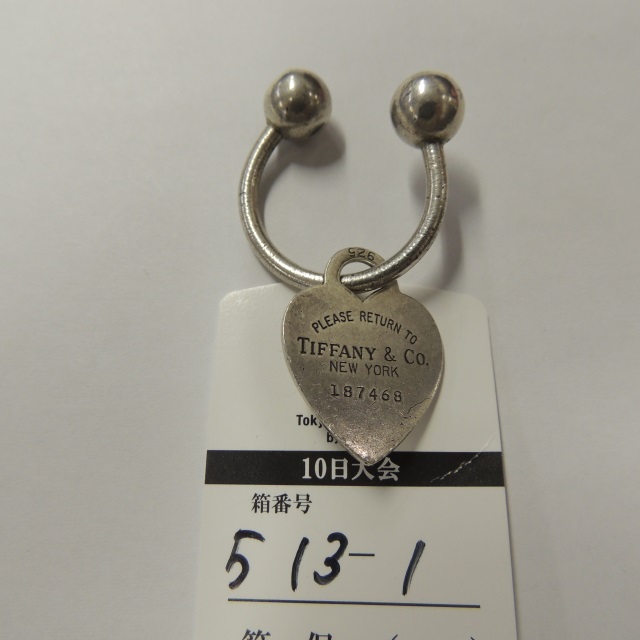 925
PLEASE RETURN TO
TIFFANY & CO.
NEW YORK
187468
10日大会
箱番号
513-1